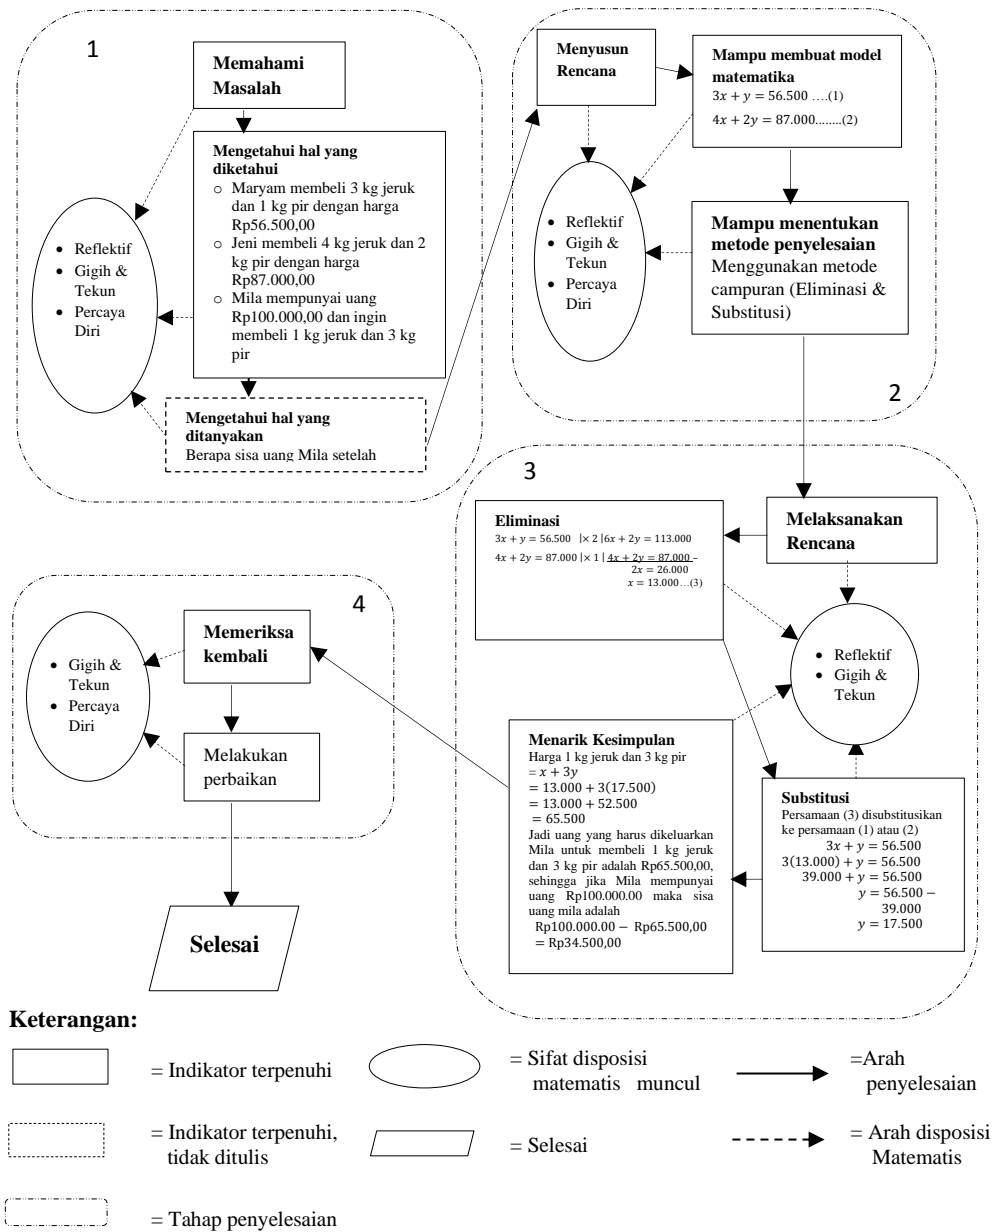 1
Memahami
Masalah
Mengetahui hal yang
diketahui
o Maryam membeli 3 kg jeruk
dan 1 kg pir dengan harga
Rp56.500,00
o Jeni membeli 4 kg jeruk dan 2
kg pir dengan harga
Rp87.000,00
o Mila mempunyai uang
Rp100.000,00 dan ingin
membeli 1 kg jeruk dan 3 kg
pir
• Reflektif
• Gigih &
Tekun
• Percaya
Diri
Mengetahui hal yang
ditanyakan
Berapa sisa uang Mila setelah
Menyusun
Rencana
Mampu membuat model
matematika
3x + y = 56.500 ....(1)
4x + 2y = 87.000........(2)
• Reflektif
• Gigih &
Tekun
• Percaya
Diri
Mampu menentukan
metode penyelesaian
Menggunakan metode
campuran (Eliminasi &
Substitusi)
2
3
Melaksanakan
Rencana
Eliminasi
3x + y = 56.500 |× 2 |6x + 2y = 113.000
4x + 2y = 87.000 |× 1 | 4x + 2y = 87.000 −
2x = 26.000
x = 13.000...(3)
• Reflektif
• Gigih &
Tekun
Substitusi
Persamaan (3) disubstitusikan
ke persamaan (1) atau (2)
3x + y = 56.500
3(13.000) + y = 56.500
39.000 + y = 56.500
y = 56.500 −
39.000
y = 17.500
Menarik Kesimpulan
Harga 1 kg jeruk dan 3 kg pir
= x + 3y
= 13.000 + 3(17.500)
= 13.000 + 52.500
= 65.500
Jadi uang yang harus dikeluarkan
Mila untuk membeli 1 kg jeruk
dan 3 kg pir adalah Rp65.500,00,
sehingga jika Mila mempunyai
uang Rp100.000.00 maka sisa
uang mila adalah
Rp100.000.00 − Rp65.500,00
= Rp34.500,00
4
Memeriksa
kembali
• Gigih &
Tekun
• Percaya
Diri
Melakukan
perbaikan
Selesai
Keterangan:
= Indikator terpenuhi
= Sifat disposisi
matematis muncul
=Arah
penyelesaian
= Indikator terpenuhi,
tidak ditulis
= Selesai
= Arah disposisi
Matematis
= Tahap penyelesaian